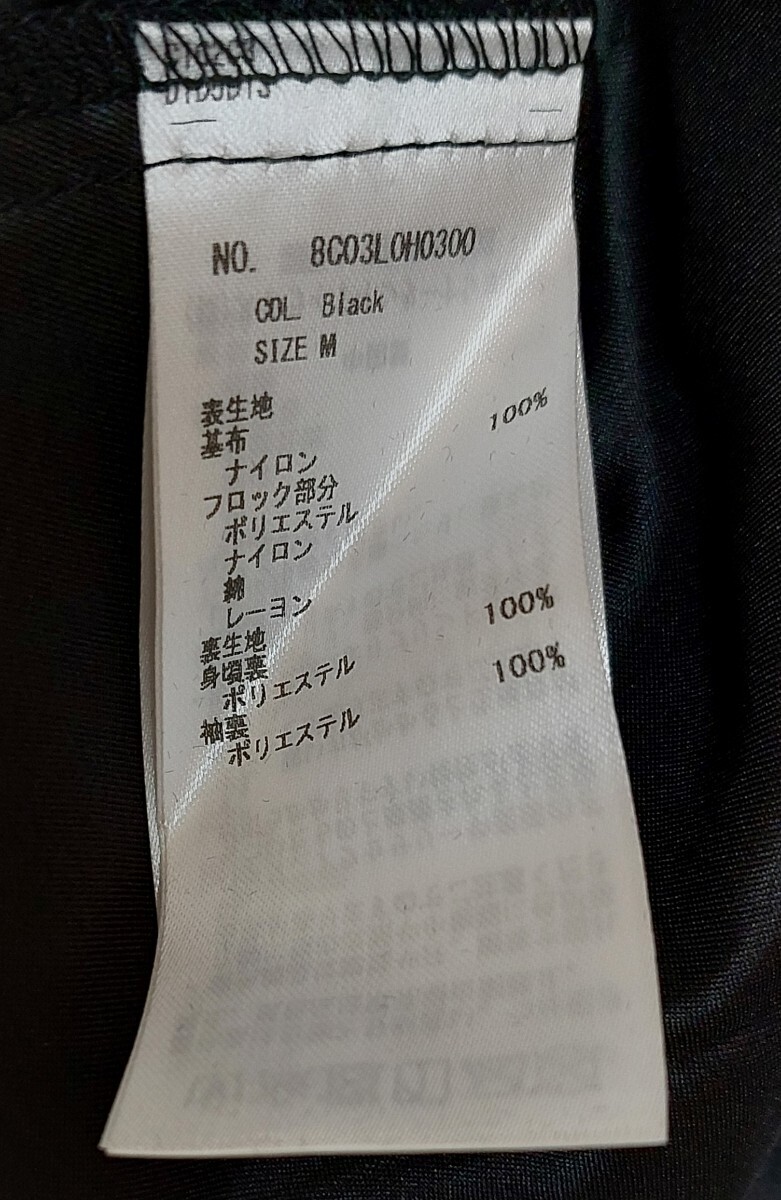 NO. 8C03L0H0300
COL Black
SIZE M
表生地
基布
ナイロン 100%
フロック部分
ポリエステル
ナイロン
綿
レーヨン
裏生地
身頃裏
ポリエステル 100%
袖裏
ポリエステル 100%